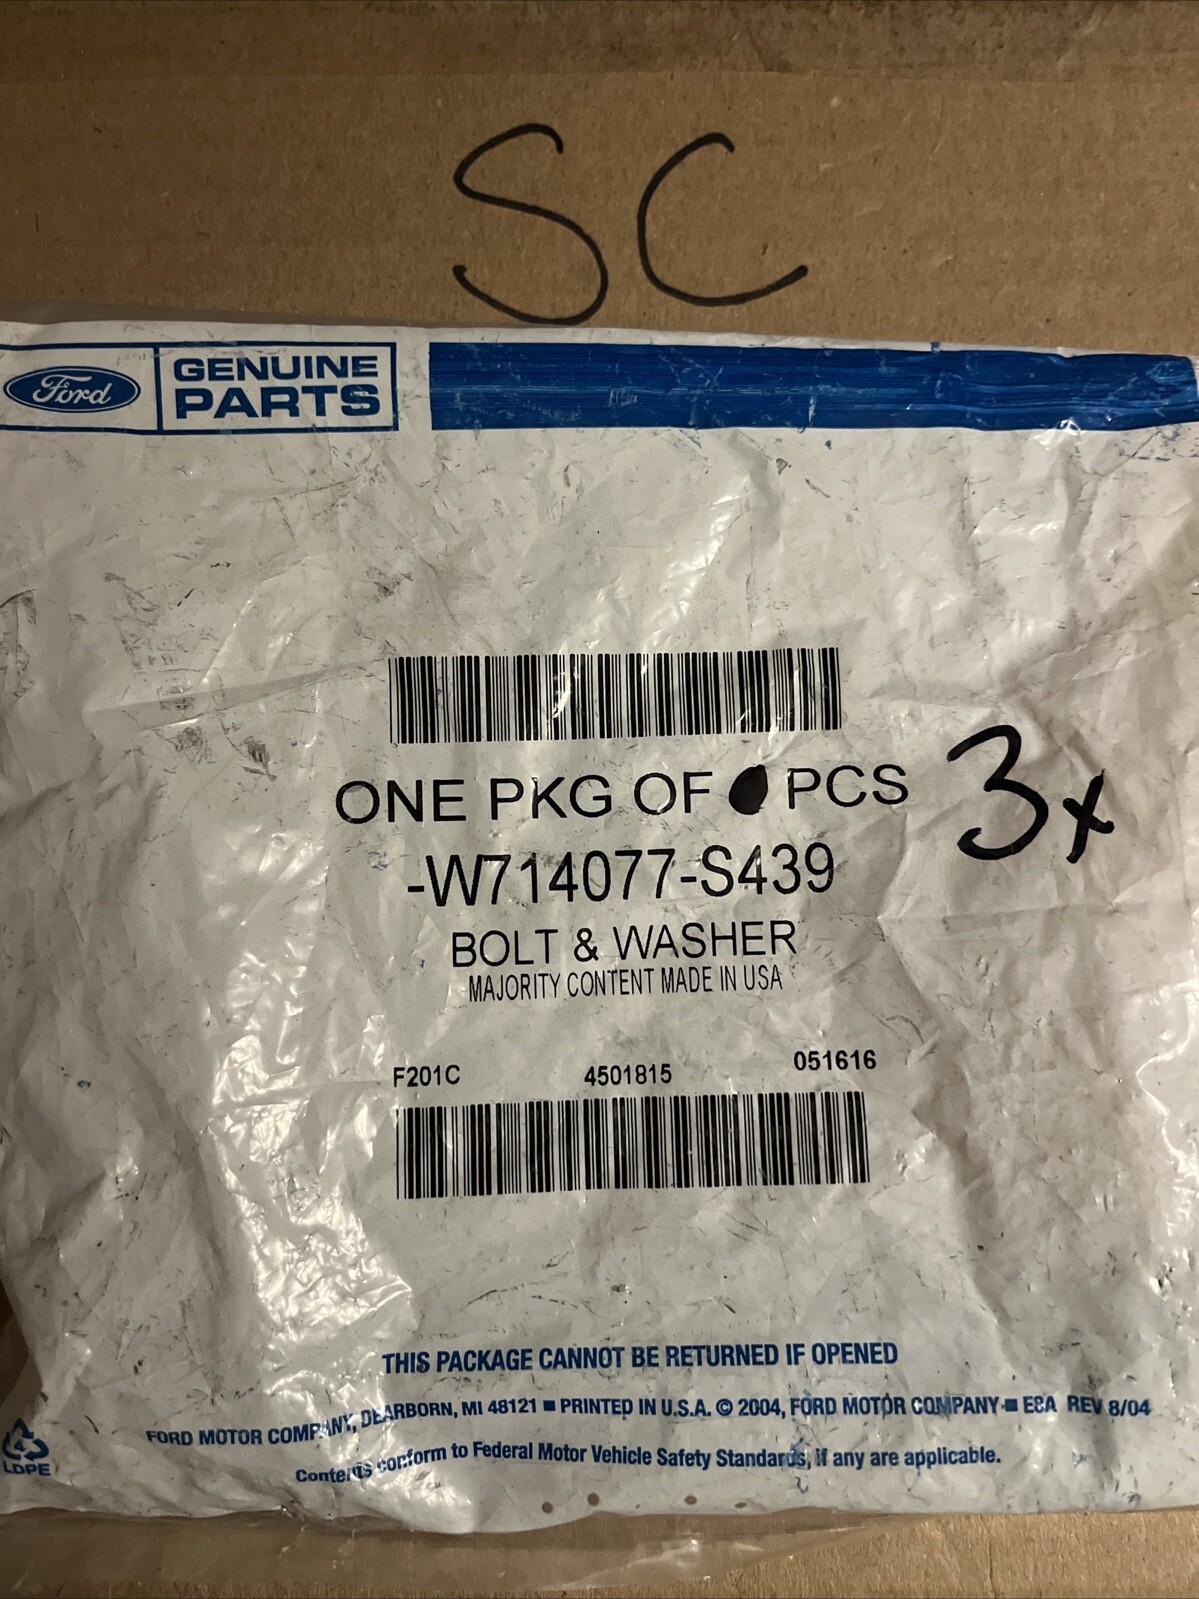 SC
Ford
GENUINE
PARTS
ONE PKG OF PCS
3x
-W714077-S439
BOLT & WASHER
MAJORITY CONTENT MADE IN USA
F201C 4501815 051616
THIS PACKAGE CANNOT BE RETURNED IF OPENED
FORD MOTOR COMPANY, DEARBORN, MI 48121 ■ PRINTED IN U.S.A. © 2004, FORD MOTOR COMPANY ■ E8A REV 8/04
Contents conform to Federal Motor Vehicle Safety Standards, if any are applicable.
4
LDPE